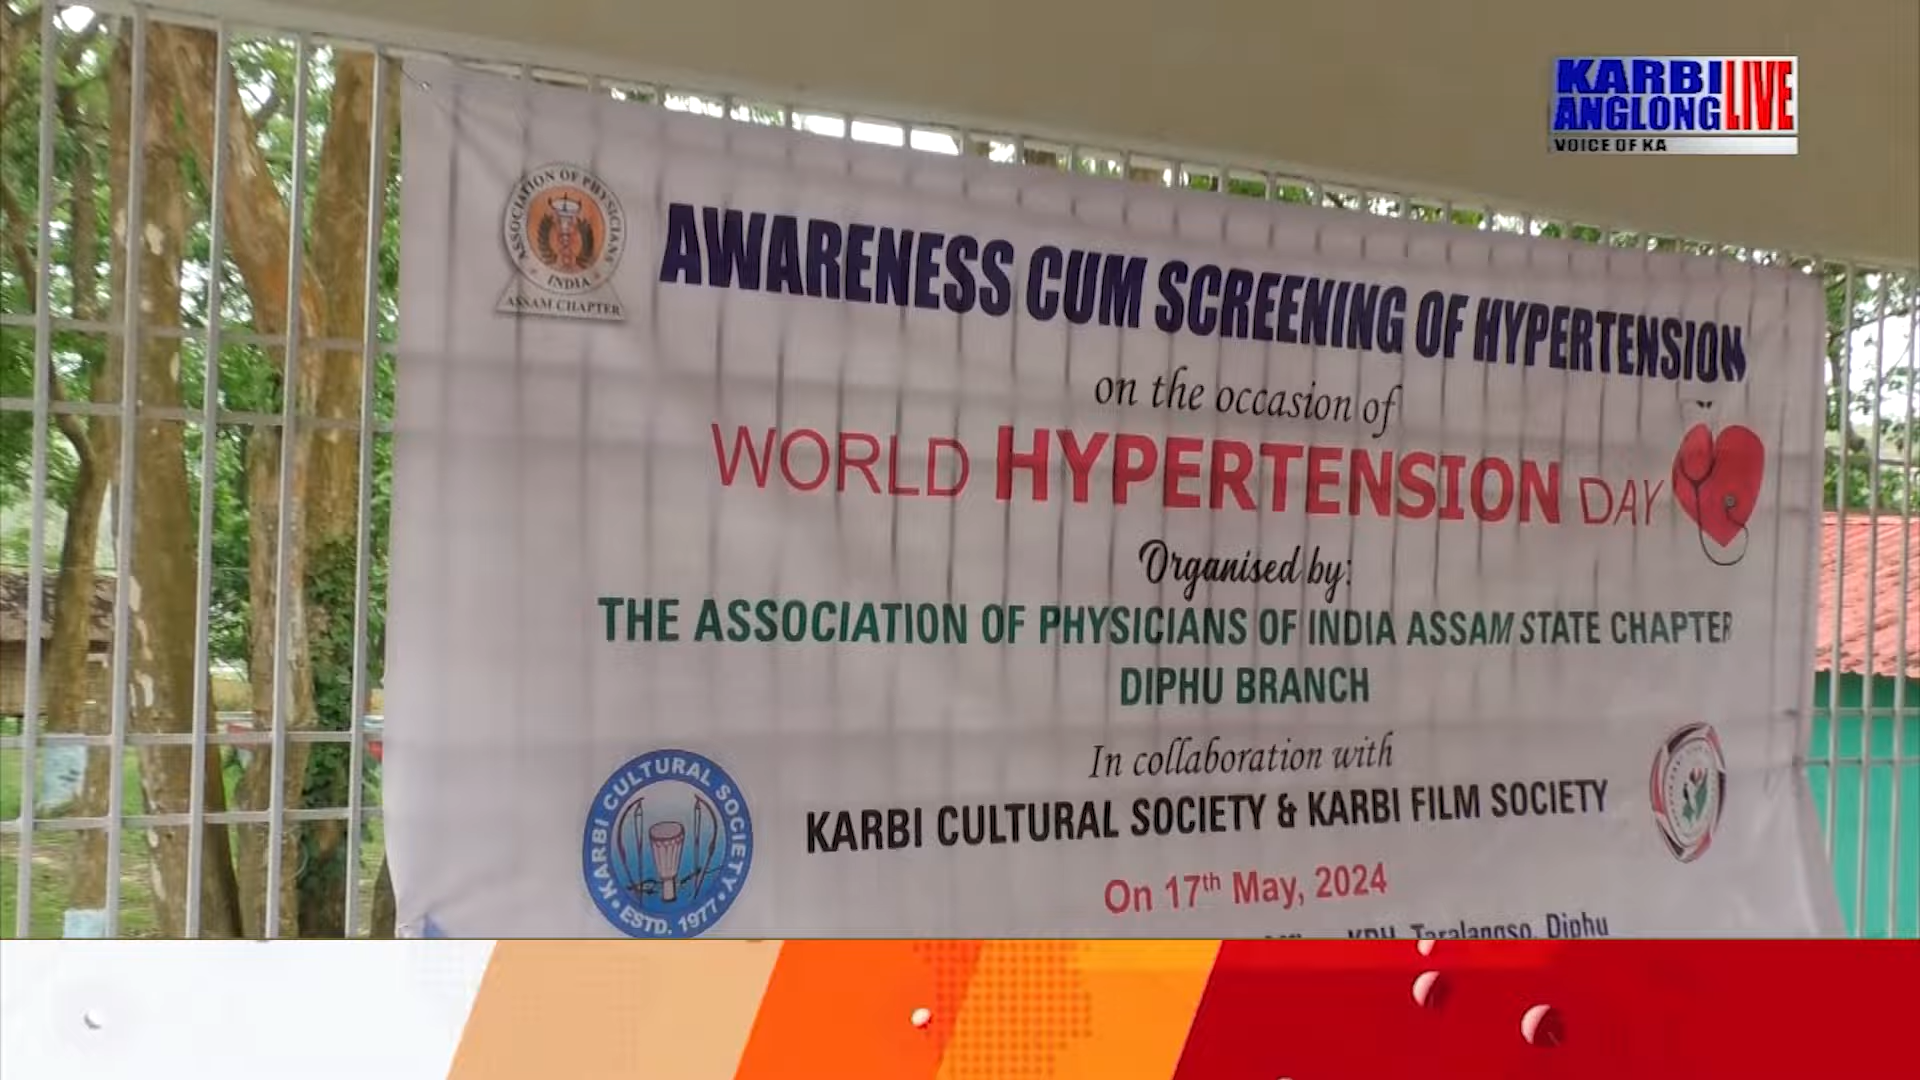 KARBI
ANGLONG LIVE
VOICE OF KA
ASSOCIATION OF PHYSICIANS
INDIA
ASSAM CHAPTER
AWARENESS CUM SCREENING OF HYPERTENSION
on the occasion of
WORLD HYPERTENSION DAY
Organised by:
THE ASSOCIATION OF PHYSICIANS OF INDIA ASSAM STATE CHAPTER
DIPHU BRANCH
In collaboration with
KARBI CULTURAL SOCIETY & KARBI FILM SOCIETY
KARBI CULTURAL SOCIETY
ESTD. 1977
On 17th May, 2024
Taralangso, Diphu